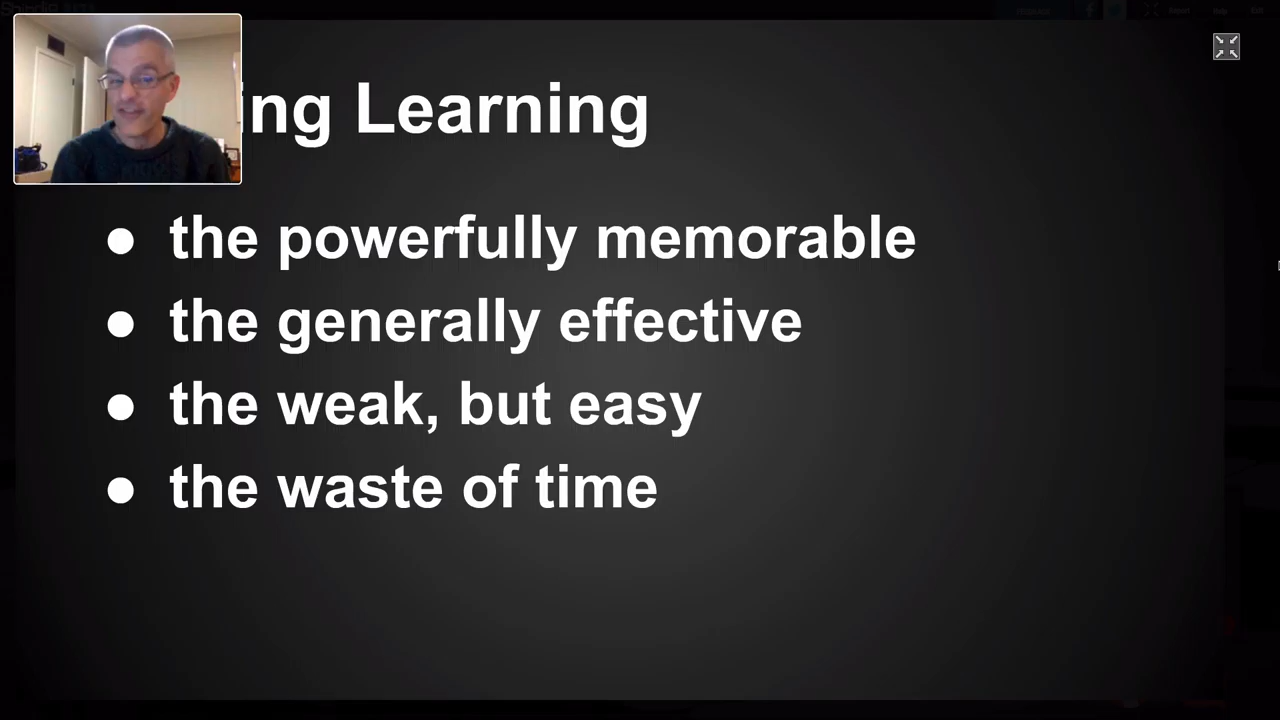 ing Learning
● the powerfully memorable
● the generally effective
● the weak, but easy
● the waste of time